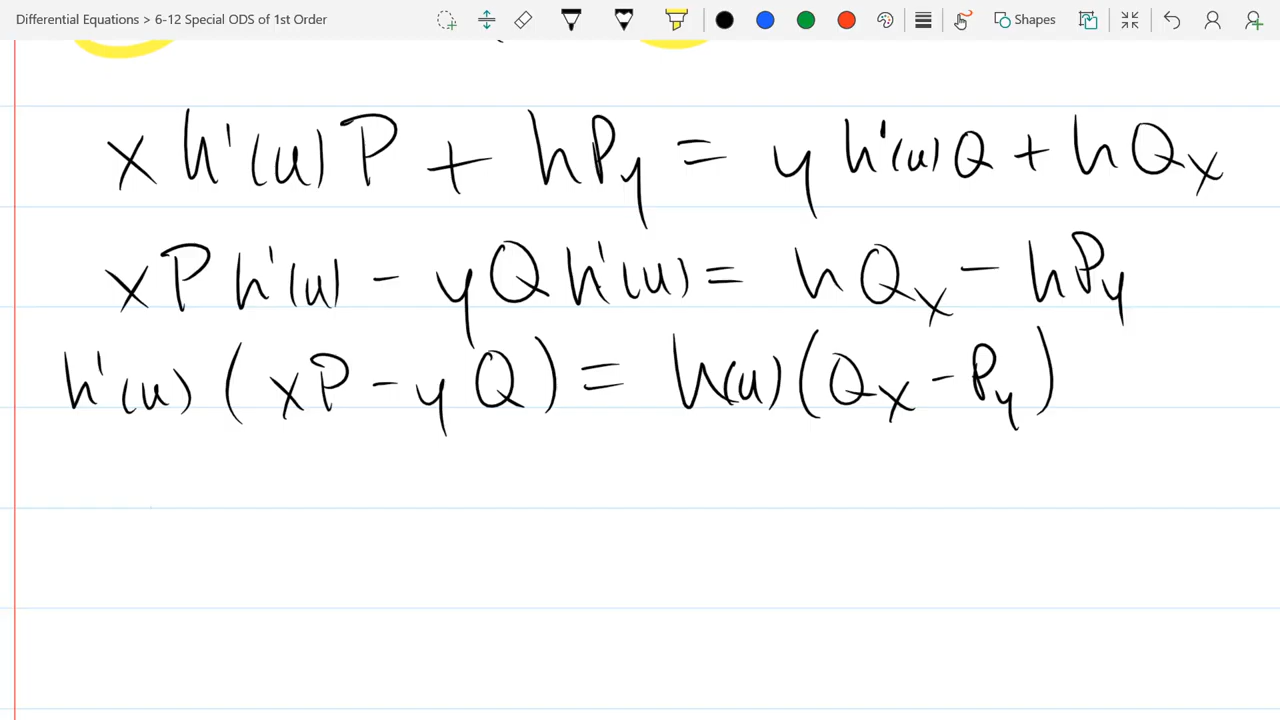 Differential Equations > 6-12 Special ODS of 1st Order
Shapes
x h'(u) P + h P_y = y h'(u) Q + h Q_x
x P h'(u) - y Q h'(u) = h Q_x - h P_y
h'(u) ( x P - y Q ) = h(u) ( Q_x - P_y )